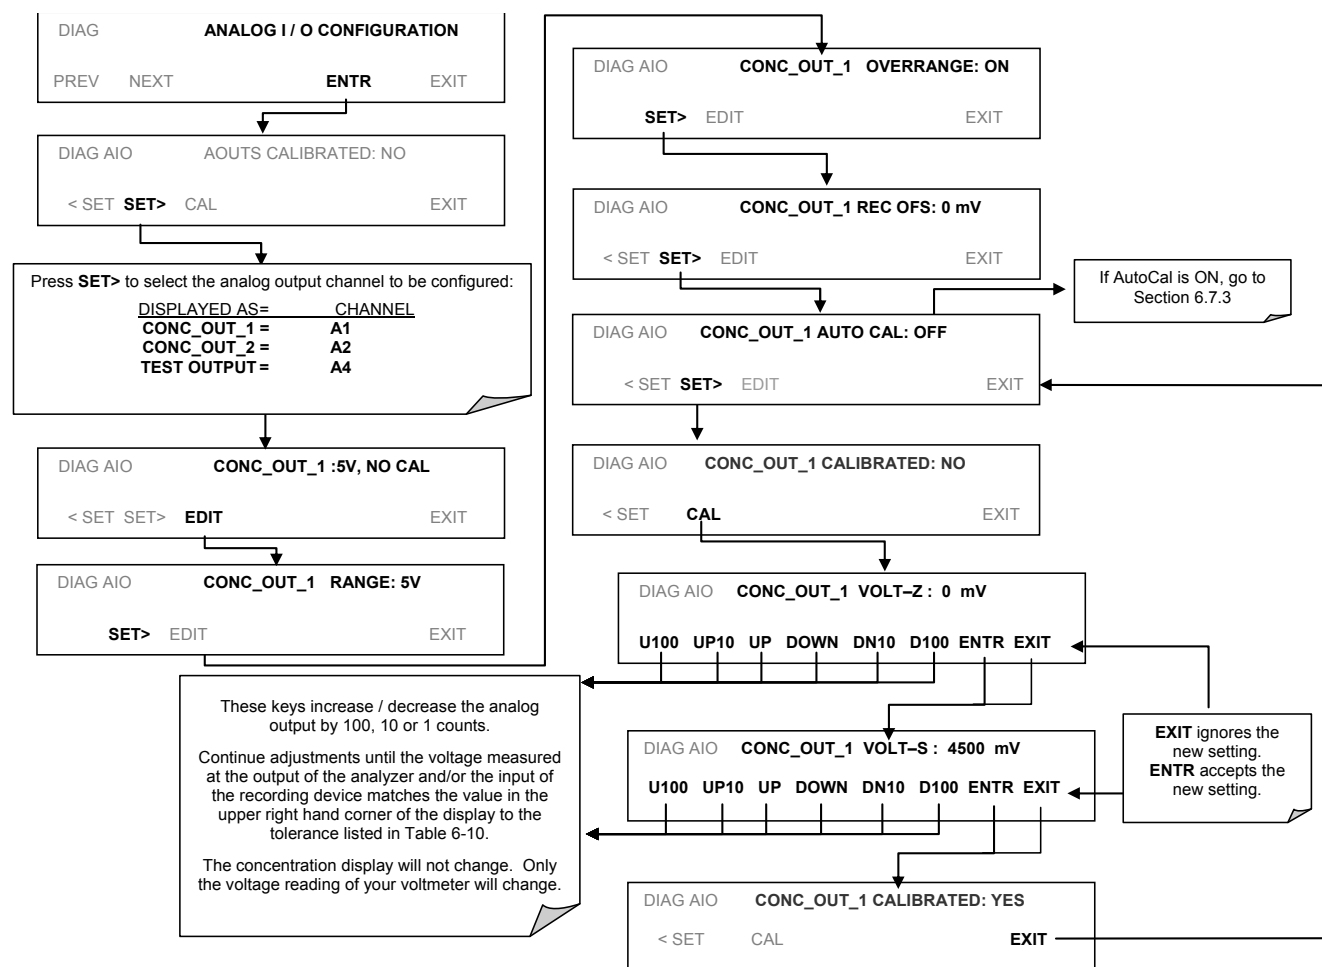 DIAG ANALOG I / O CONFIGURATION
PREV NEXT ENTR EXIT
DIAG AIO AOUTS CALIBRATED: NO
< SET SET> CAL EXIT
Press SET> to select the analog output channel to be configured:
DISPLAYED AS= CHANNEL
CONC_OUT_1 = A1
CONC_OUT_2 = A2
TEST OUTPUT = A4
DIAG AIO CONC_OUT_1 :5V, NO CAL
< SET SET> EDIT EXIT
DIAG AIO CONC_OUT_1 RANGE: 5V
SET> EDIT EXIT
These keys increase / decrease the analog
output by 100, 10 or 1 counts.
Continue adjustments until the voltage measured
at the output of the analyzer and/or the input of
the recording device matches the value in the
upper right hand corner of the display to the
tolerance listed in Table 6-10.
The concentration display will not change. Only
the voltage reading of your voltmeter will change.
DIAG AIO CONC_OUT_1 OVERRANGE: ON
SET> EDIT EXIT
DIAG AIO CONC_OUT_1 REC OFS: 0 mV
< SET SET> EDIT EXIT
If AutoCal is ON, go to
Section 6.7.3
DIAG AIO CONC_OUT_1 AUTO CAL: OFF
< SET SET> EDIT EXIT
DIAG AIO CONC_OUT_1 CALIBRATED: NO
< SET CAL EXIT
DIAG AIO CONC_OUT_1 VOLT–Z : 0 mV
U100 UP10 UP DOWN DN10 D100 ENTR EXIT
DIAG AIO CONC_OUT_1 VOLT–S : 4500 mV
U100 UP10 UP DOWN DN10 D100 ENTR EXIT
EXIT ignores the
new setting.
ENTR accepts the
new setting.
DIAG AIO CONC_OUT_1 CALIBRATED: YES
< SET CAL EXIT